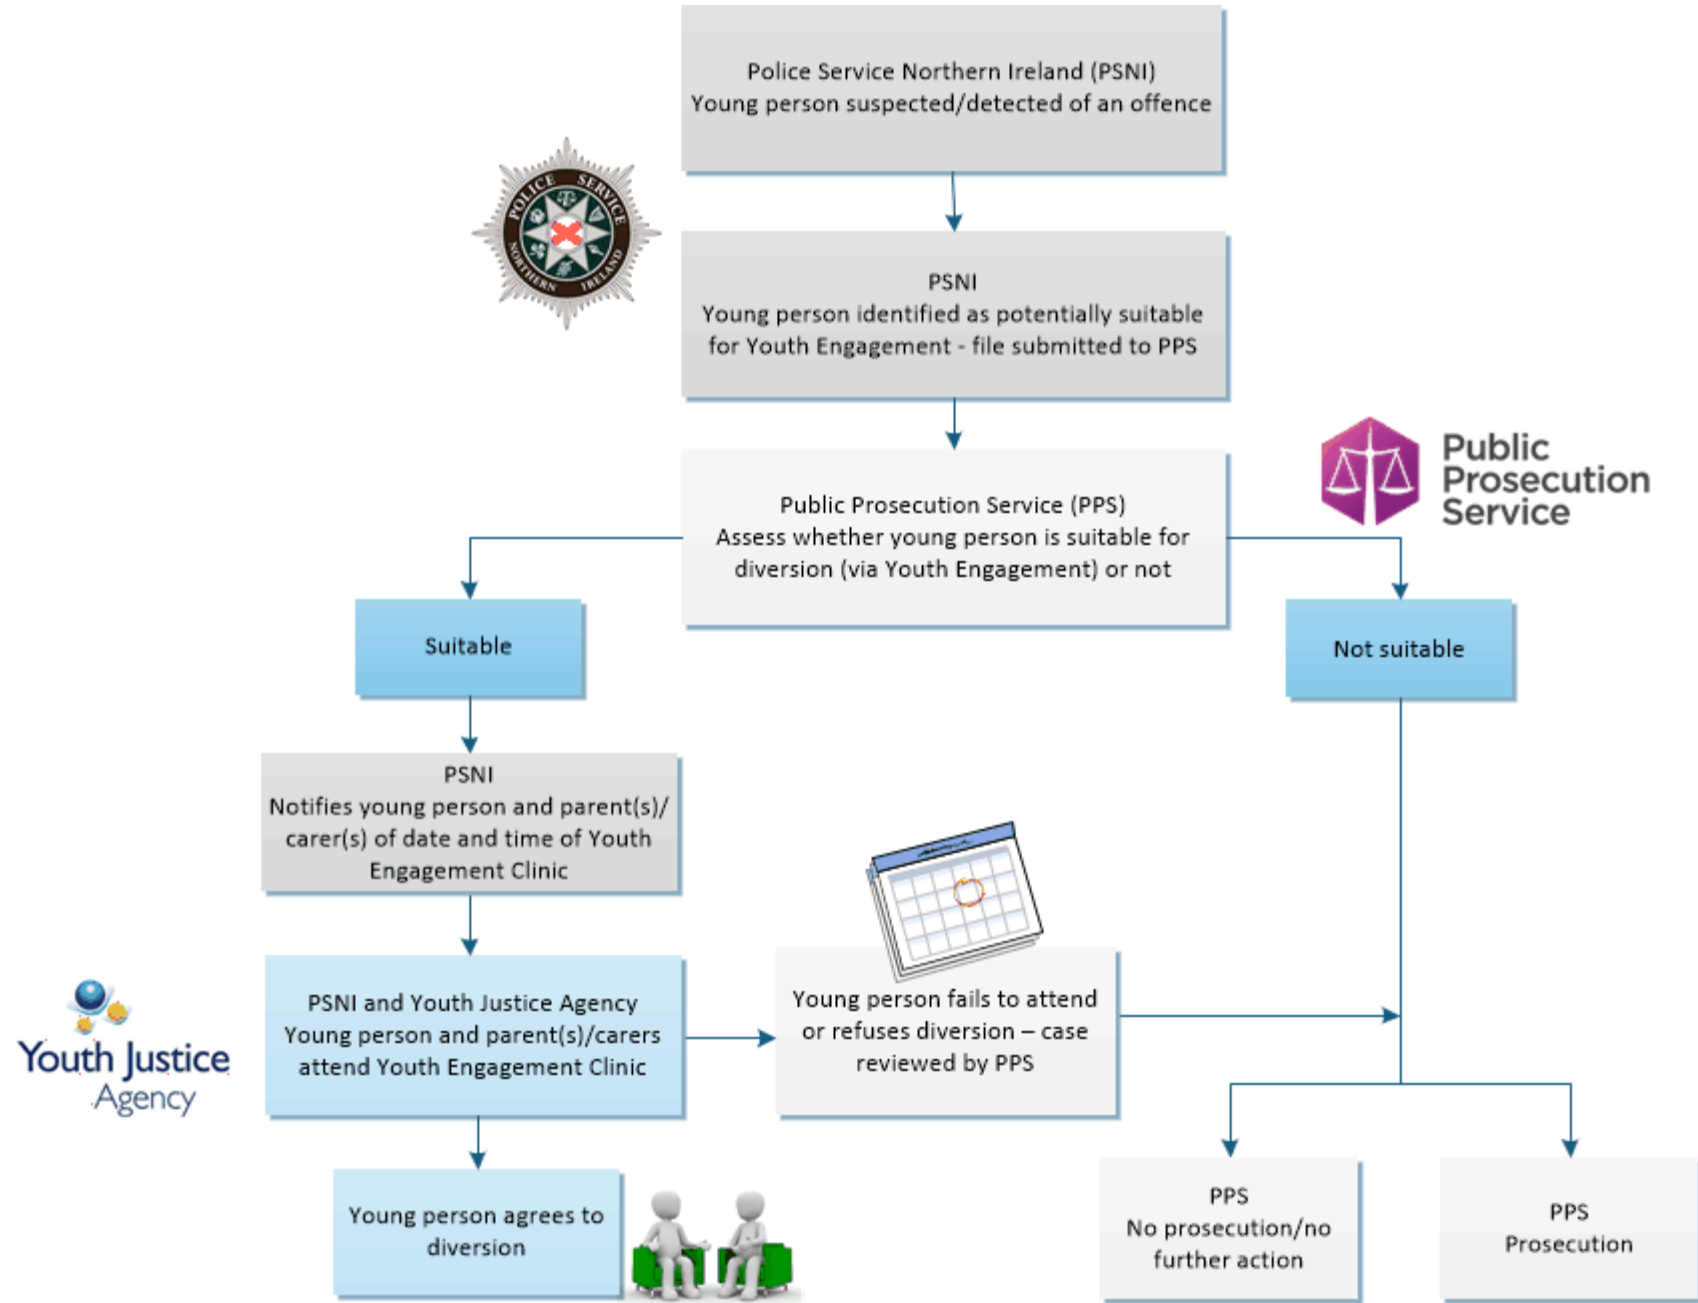 Police Service Northern Ireland (PSNI)
Young person suspected/detected of an offence
POLICE SERVICE
NORTHERN IRELAND
PSNI
Young person identified as potentially suitable
for Youth Engagement - file submitted to PPS
Public Prosecution Service (PPS)
Assess whether young person is suitable for
diversion (via Youth Engagement) or not
Public
Prosecution
Service
Suitable
Not suitable
PSNI
Notifies young person and parent(s)/
carer(s) of date and time of Youth
Engagement Clinic
Youth Justice
Agency
PSNI and Youth Justice Agency
Young person and parent(s)/carers
attend Youth Engagement Clinic
Young person fails to attend
or refuses diversion – case
reviewed by PPS
Young person agrees to
diversion
PPS
No prosecution/no
further action
PPS
Prosecution